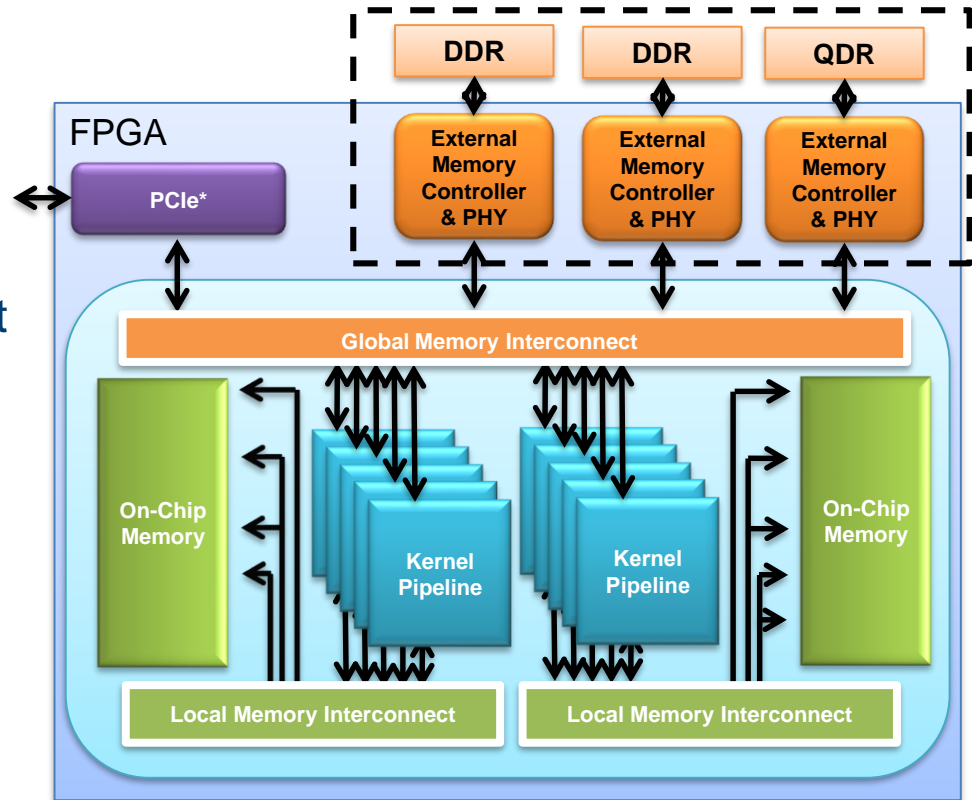 DDR
DDR
QDR
FPGA
External
Memory
Controller
& PHY
External
Memory
Controller
& PHY
External
Memory
Controller
& PHY
PCIe*
t
Global Memory Interconnect
On-Chip
Memory
Kernel
Pipeline
Kernel
Pipeline
On-Chip
Memory
Local Memory Interconnect
Local Memory Interconnect